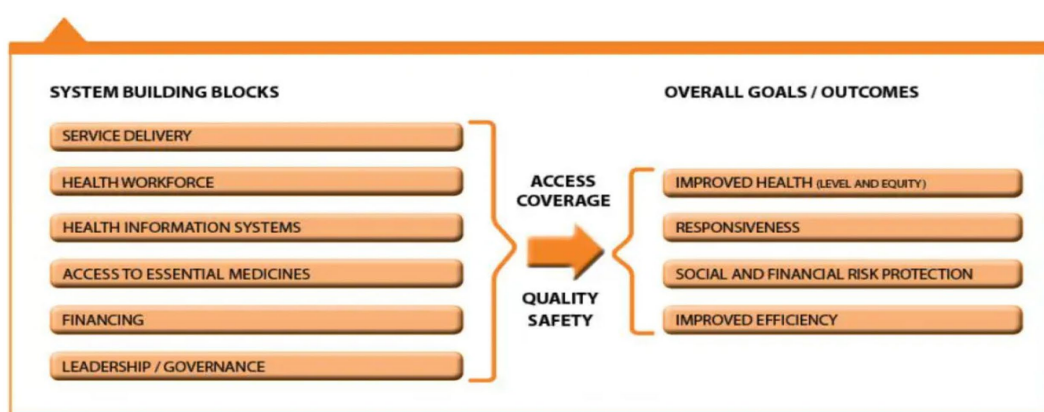 SYSTEM BUILDING BLOCKS
SERVICE DELIVERY
HEALTH WORKFORCE
HEALTH INFORMATION SYSTEMS
ACCESS TO ESSENTIAL MEDICINES
FINANCING
LEADERSHIP / GOVERNANCE
ACCESS
COVERAGE
QUALITY
SAFETY
OVERALL GOALS / OUTCOMES
IMPROVED HEALTH (LEVEL AND EQUITY)
RESPONSIVENESS
SOCIAL AND FINANCIAL RISK PROTECTION
IMPROVED EFFICIENCY